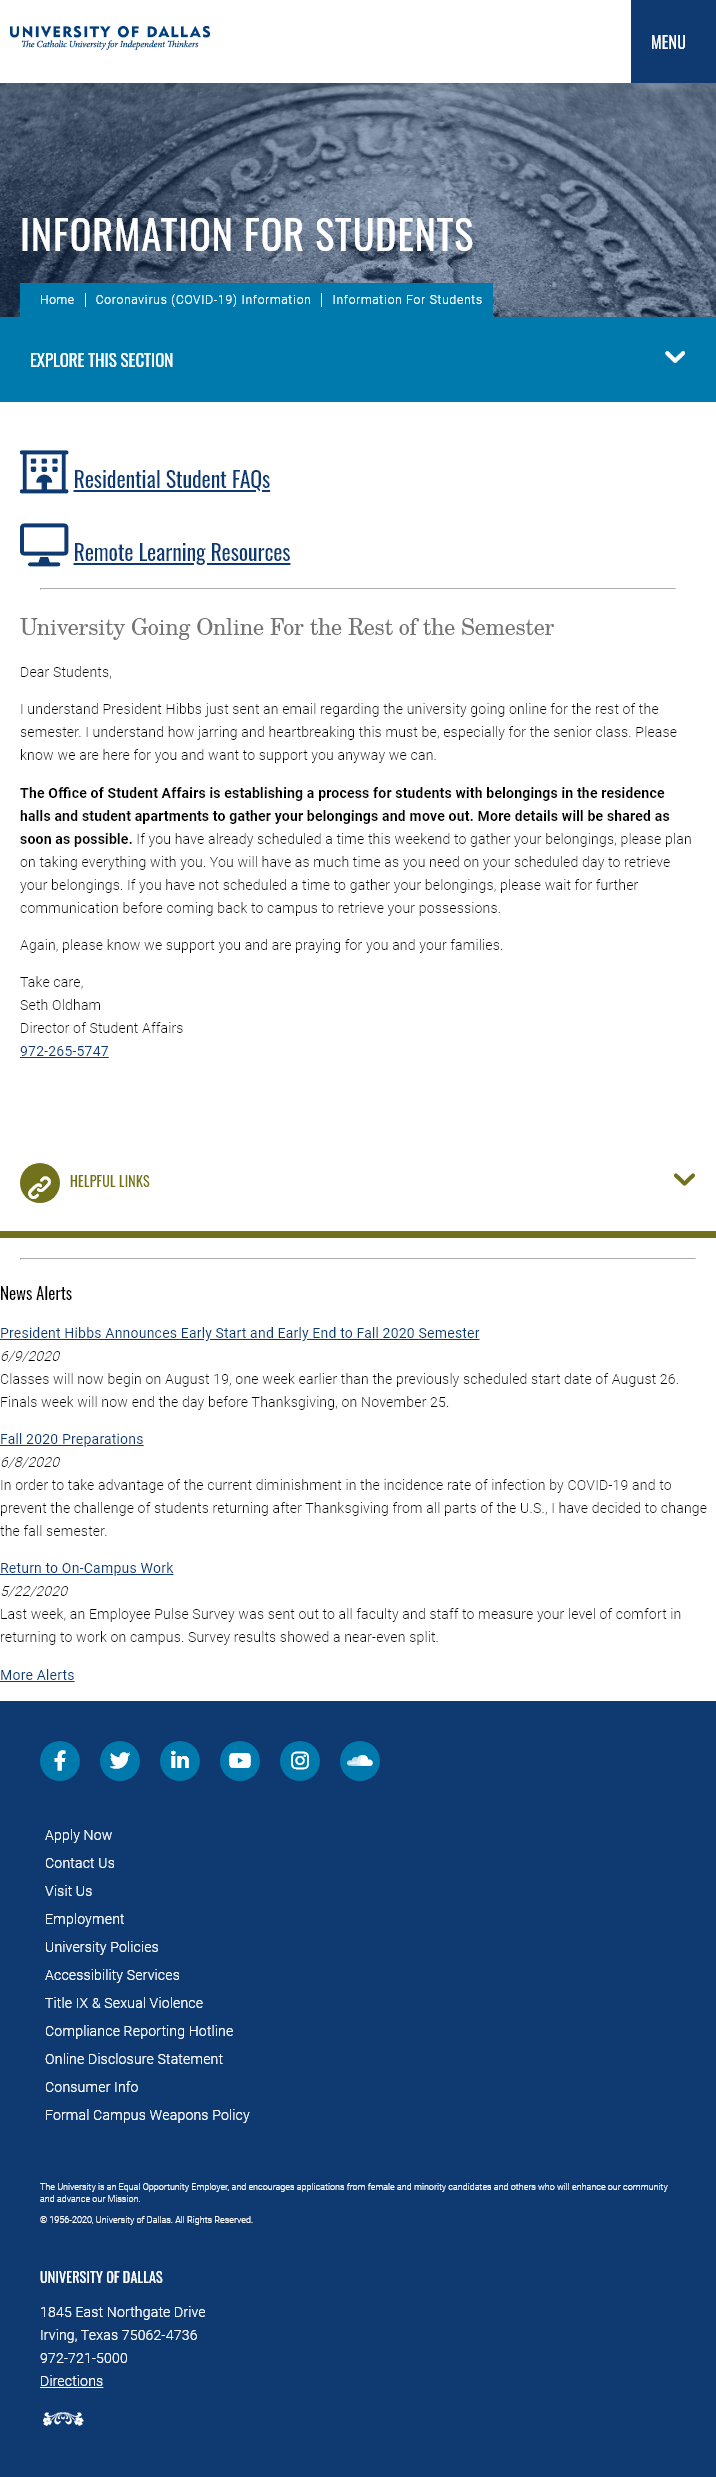 UNIVERSITY OF DALLAS
The Catholic University for Independent Thinkers
MENU
INFORMATION FOR STUDENTS
Home | Coronavirus (COVID-19) Information | Information For Students
EXPLORE THIS SECTION
Residential Student FAQs
Remote Learning Resources
University Going Online For the Rest of the Semester
Dear Students,
I understand President Hibbs just sent an email regarding the university going online for the rest of the
semester. I understand how jarring and heartbreaking this must be, especially for the senior class. Please
know we are here for you and want to support you anyway we can.
The Office of Student Affairs is establishing a process for students with belongings in the residence
halls and student apartments to gather your belongings and move out. More details will be shared as
soon as possible. If you have already scheduled a time this weekend to gather your belongings, please plan
on taking everything with you. You will have as much time as you need on your scheduled day to retrieve
your belongings. If you have not scheduled a time to gather your belongings, please wait for further
communication before coming back to campus to retrieve your possessions.
Again, please know we support you and are praying for you and your families.
Take care,
Seth Oldham
Director of Student Affairs
972-265-5747
HELPFUL LINKS
News Alerts
President Hibbs Announces Early Start and Early End to Fall 2020 Semester
6/9/2020
Classes will now begin on August 19, one week earlier than the previously scheduled start date of August 26.
Finals week will now end the day before Thanksgiving, on November 25.
Fall 2020 Preparations
6/8/2020
In order to take advantage of the current diminishment in the incidence rate of infection by COVID-19 and to
prevent the challenge of students returning after Thanksgiving from all parts of the U.S., I have decided to change
the fall semester.
Return to On-Campus Work
5/22/2020
Last week, an Employee Pulse Survey was sent out to all faculty and staff to measure your level of comfort in
returning to work on campus. Survey results showed a near-even split.
More Alerts
Apply Now
Contact Us
Visit Us
Employment
University Policies
Accessibility Services
Title IX & Sexual Violence
Compliance Reporting Hotline
Online Disclosure Statement
Consumer Info
Formal Campus Weapons Policy
The University is an Equal Opportunity Employer, and encourages applications from female and minority candidates and others who will enhance our community
and advance our Mission.
© 1956-2020, University of Dallas. All Rights Reserved.
UNIVERSITY OF DALLAS
1845 East Northgate Drive
Irving, Texas 75062-4736
972-721-5000
Directions